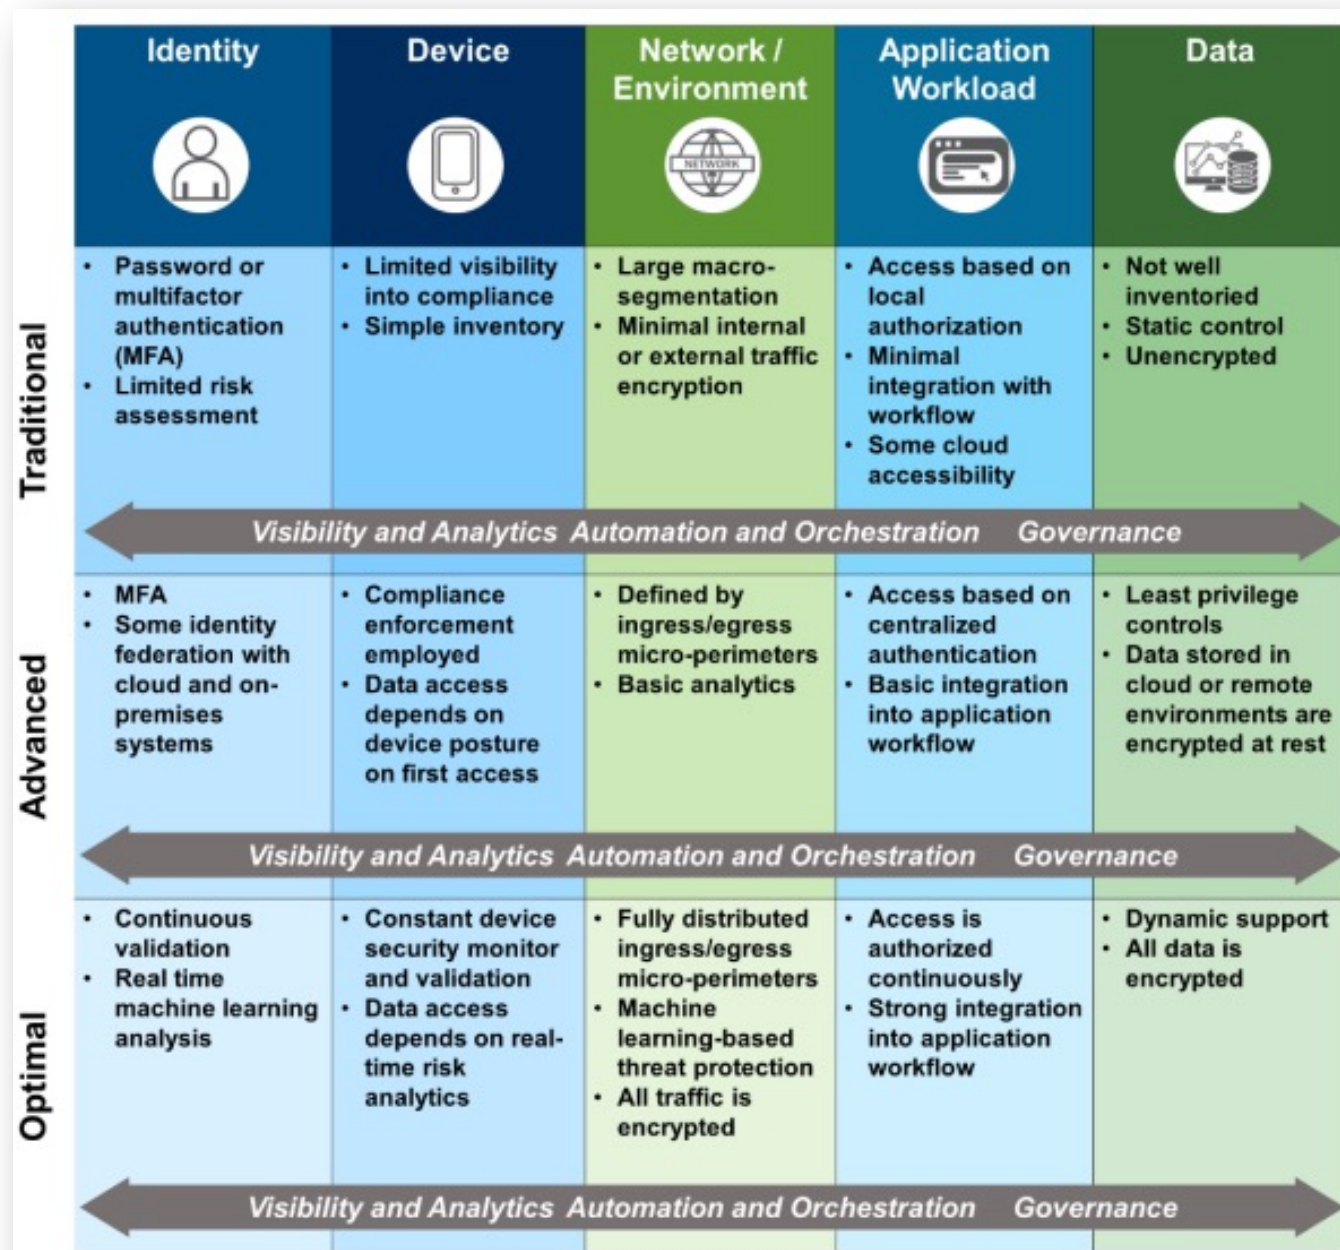 Identity
Device
Network /
Environment
NETWORK
Application
Workload
Data
Traditional
• Password or
multifactor
authentication
(MFA)
• Limited risk
assessment
• Limited visibility
into compliance
• Simple inventory
• Large macro-
segmentation
• Minimal internal
or external traffic
encryption
• Access based on
local
authorization
• Minimal
integration with
workflow
• Some cloud
accessibility
• Not well
inventoried
• Static control
• Unencrypted
Visibility and Analytics Automation and Orchestration Governance
Advanced
• MFA
• Some identity
federation with
cloud and on-
premises
systems
• Compliance
enforcement
employed
• Data access
depends on
device posture
on first access
• Defined by
ingress/egress
micro-perimeters
• Basic analytics
• Access based on
centralized
authentication
• Basic integration
into application
workflow
• Least privilege
controls
• Data stored in
cloud or remote
environments are
encrypted at rest
Visibility and Analytics Automation and Orchestration Governance
Optimal
• Continuous
validation
• Real time
machine learning
analysis
• Constant device
security monitor
and validation
• Data access
depends on real-
time risk
analytics
• Fully distributed
ingress/egress
micro-perimeters
• Machine
learning-based
threat protection
• All traffic is
encrypted
• Access is
authorized
continuously
• Strong integration
into application
workflow
• Dynamic support
• All data is
encrypted
Visibility and Analytics Automation and Orchestration Governance